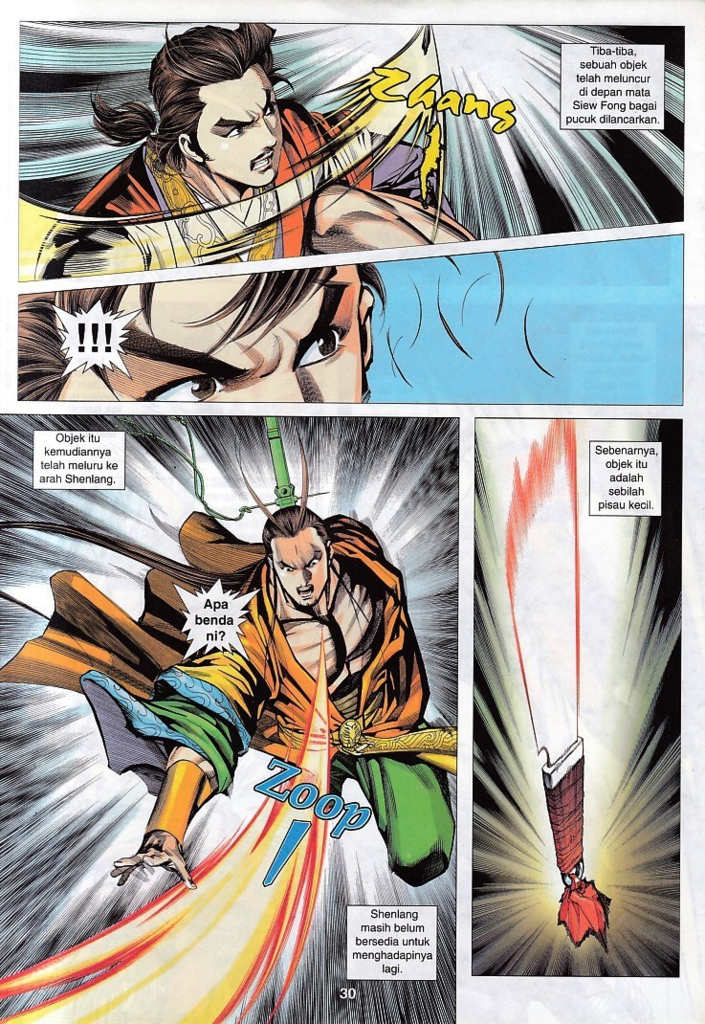 Tiba-tiba,
sebuah objek
telah meluncur
di depan mata
Siew Fong bagai
pucuk dilancarkan.
Zhang
!
!!!
Objek itu
kemudiannya
telah meluru ke
arah Shenlang.
Sebenarnya,
objek itu
adalah
sebilah
pisau kecil.
Apa
benda
ni?
Zoop
!
Shenlang
masih belum
bersedia untuk
menghadapinya
lagi.
30